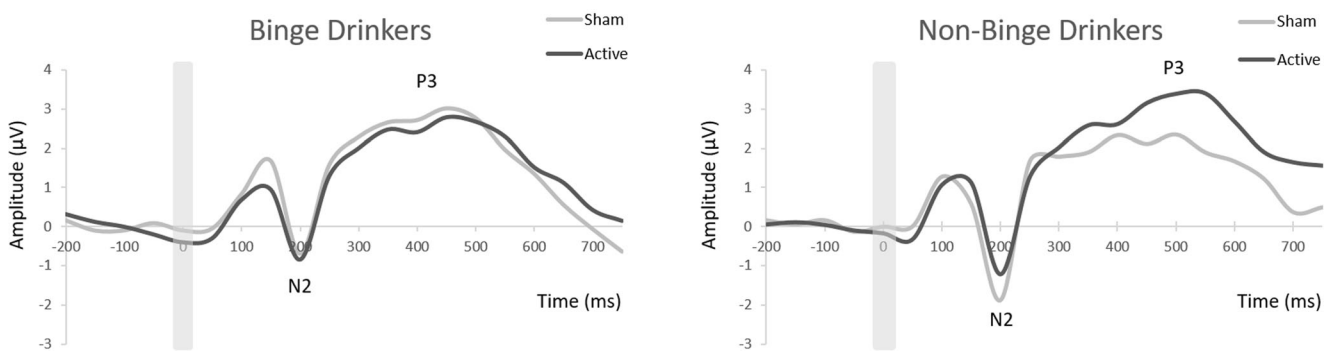 Binge Drinkers
Sham
Active
4
3
2
1
0
-1
-2
-3
Amplitude (µV)
-200
-100
0
100
200
300
400
500
600
700
P3
N2
Time (ms)
Non-Binge Drinkers
Sham
Active
4
3
2
1
0
-1
-2
-3
Amplitude (µV)
-200
-100
0
100
200
300
400
500
600
700
P3
N2
Time (ms)